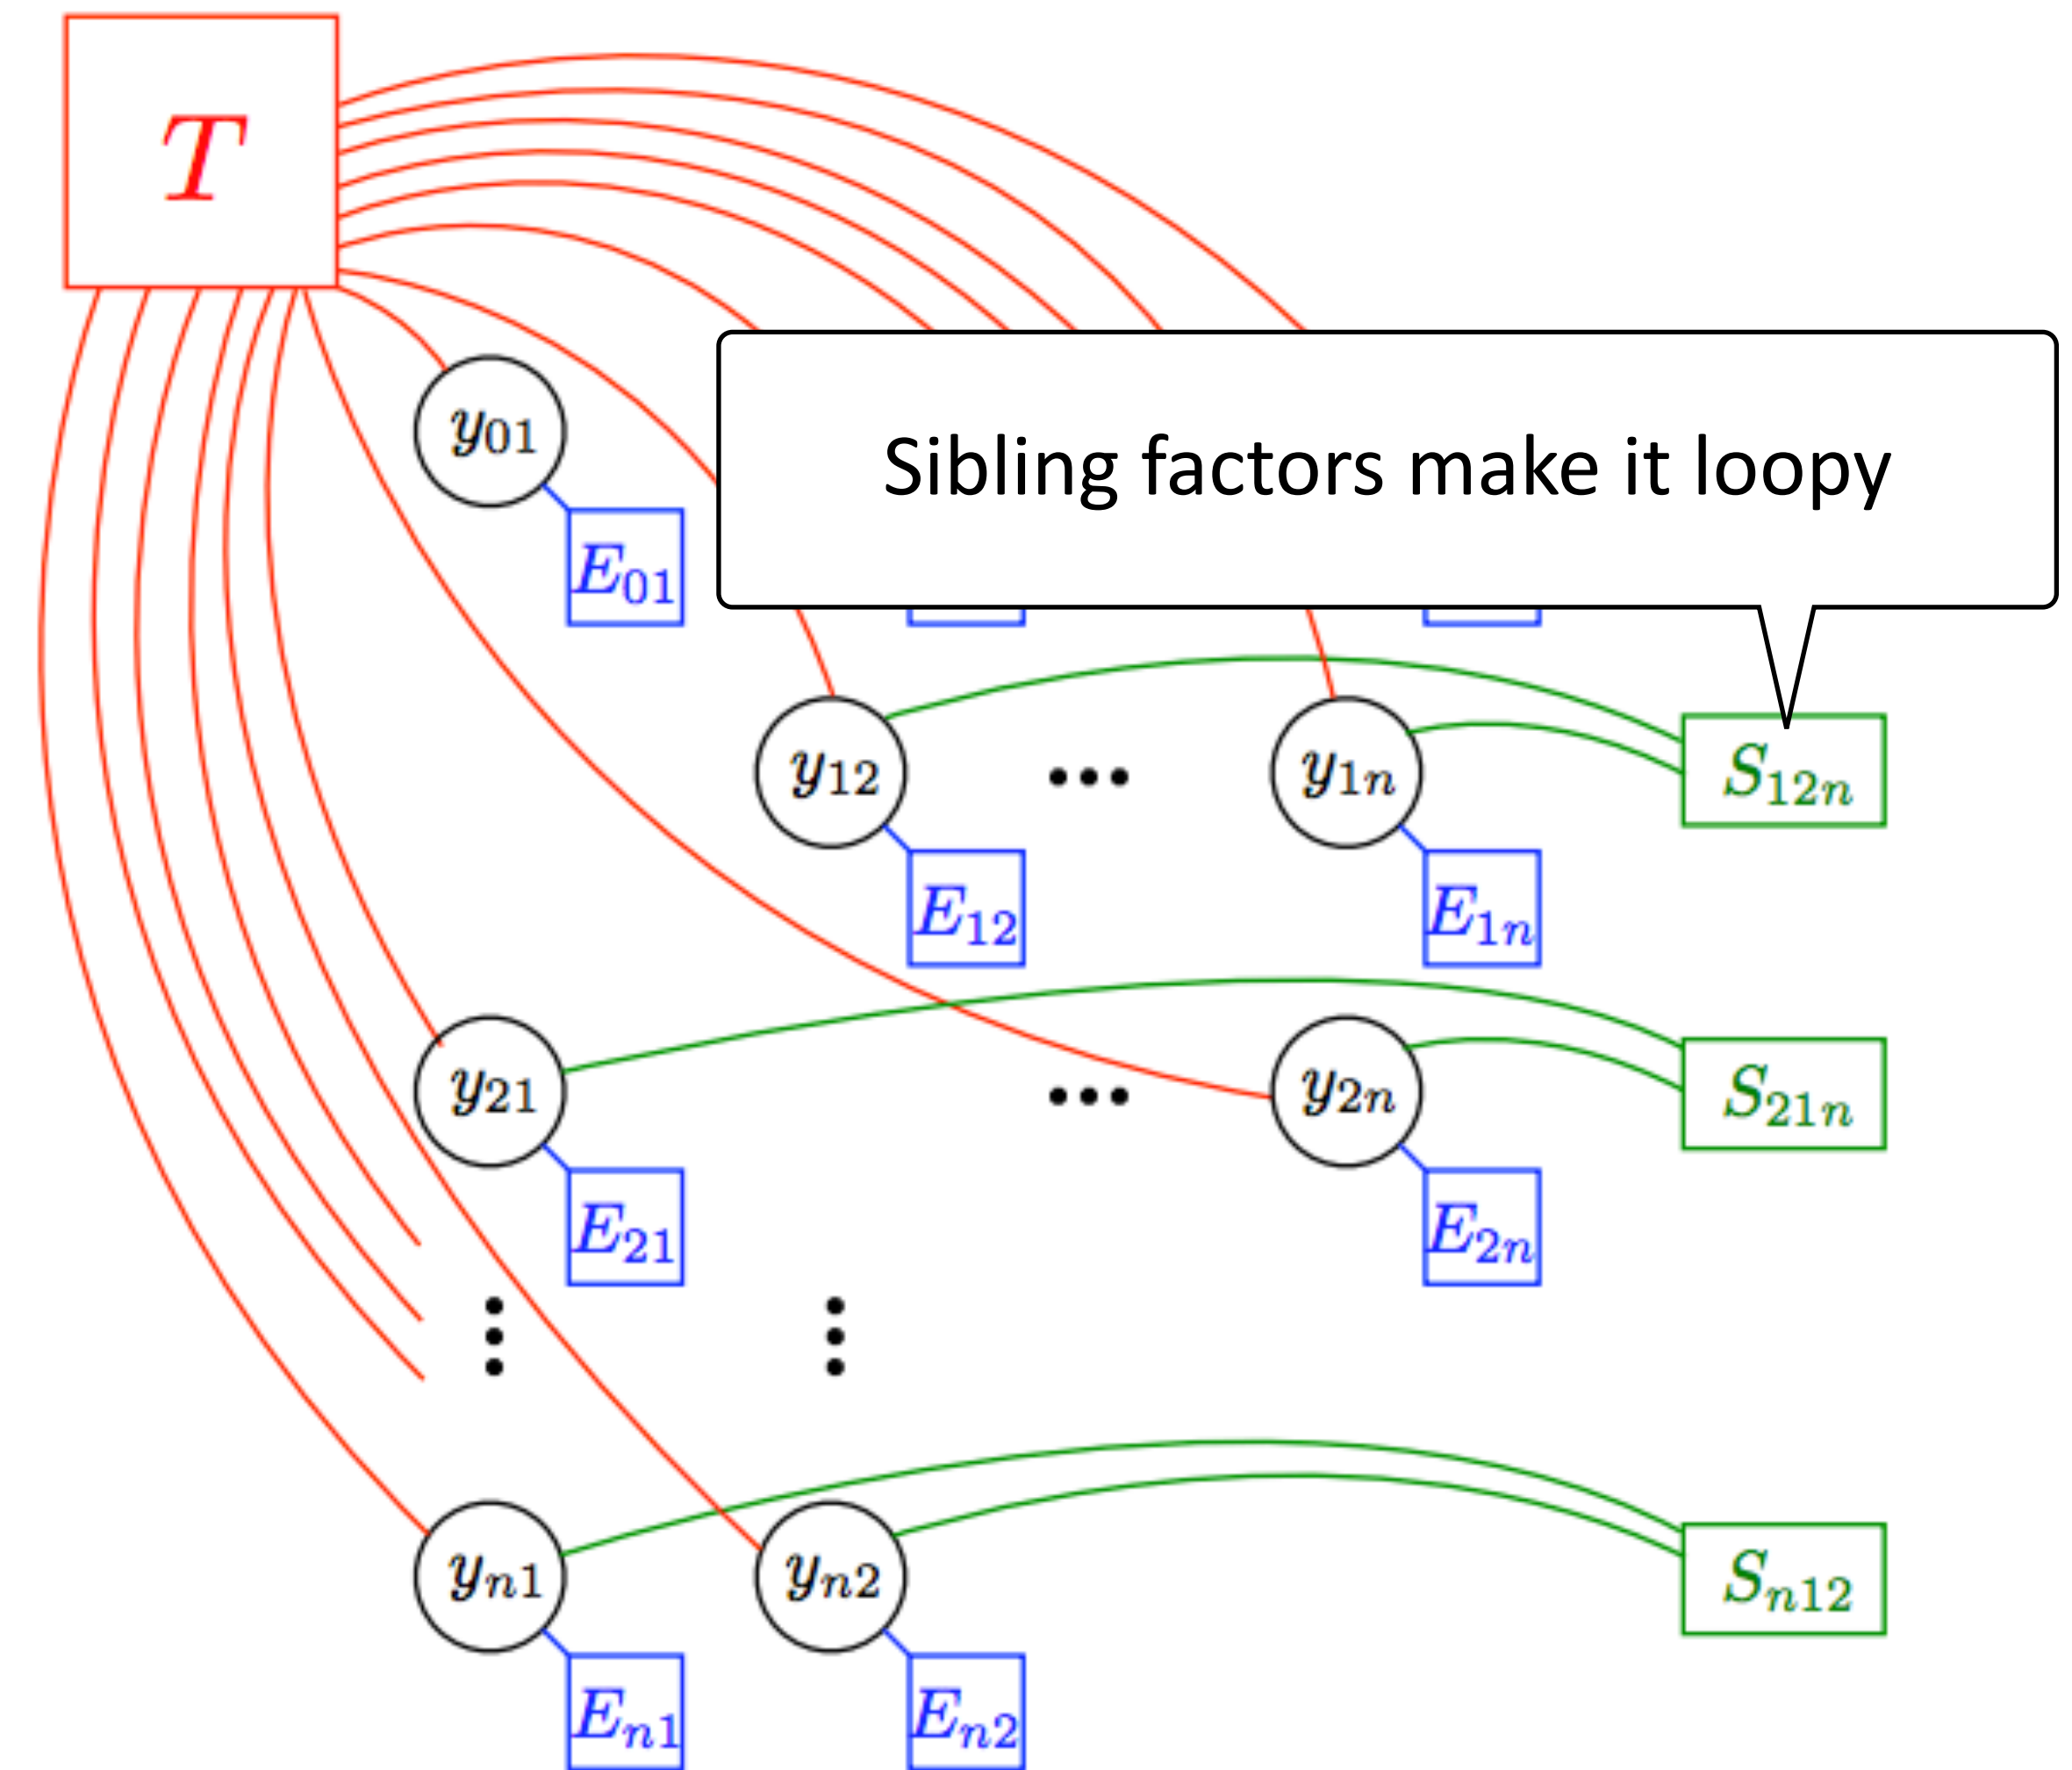 T
y01
Sibling factors make it loopy
E01
y12 ... y1n S12n
E12 E1n
y21 ... y2n S21n
E21 E2n
yn1 yn2 Sn12
En1 En2